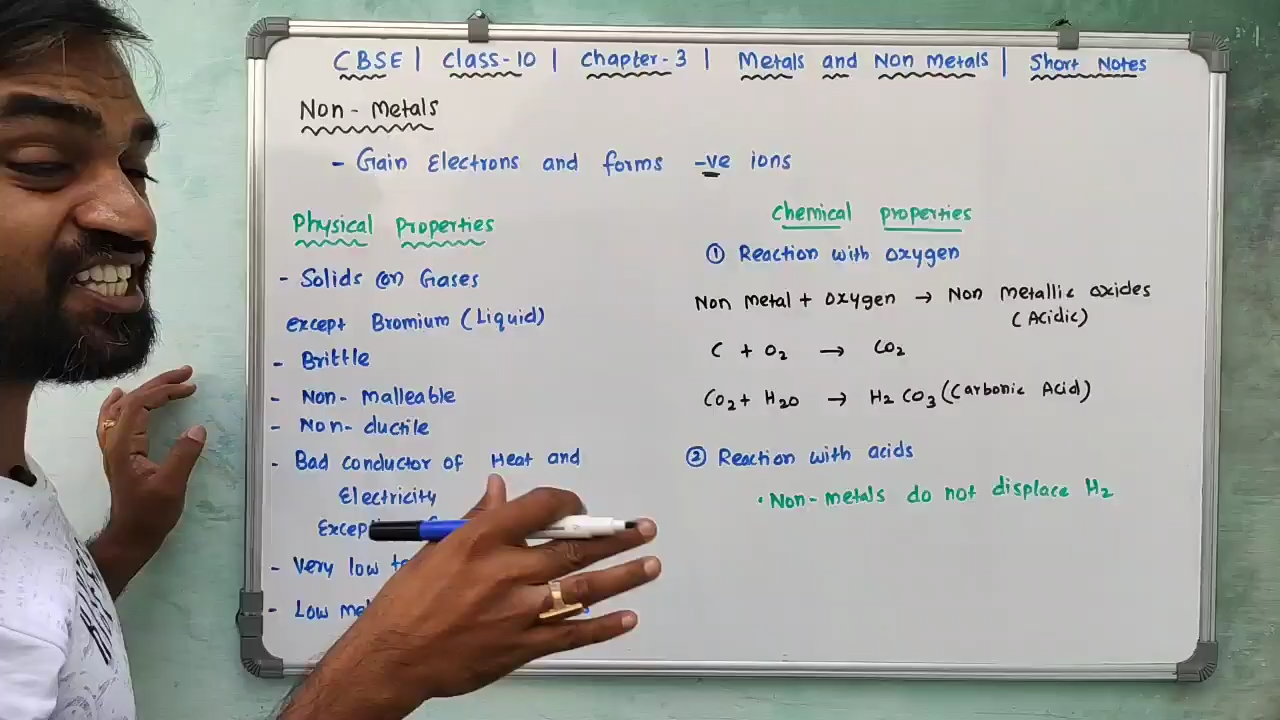 CBSE | Class-10 | Chapter-3 | Metals and Non Metals | Short Notes
Non-Metals
- Gain Electrons and forms -ve ions
Physical Properties
- Solids (or) Gases
except Bromium (Liquid)
- Brittle
- Non-malleable
- Non-ductile
- Bad conductor of Heat and
Electricity
- Very low
- Low
Chemical properties
① Reaction with oxygen
Non Metal + Oxygen → Non Metallic oxides
(Acidic)
C + O2 → CO2
CO2 + H2O → H2CO3 (Carbonic Acid)
② Reaction with acids
• Non-metals do not displace H2